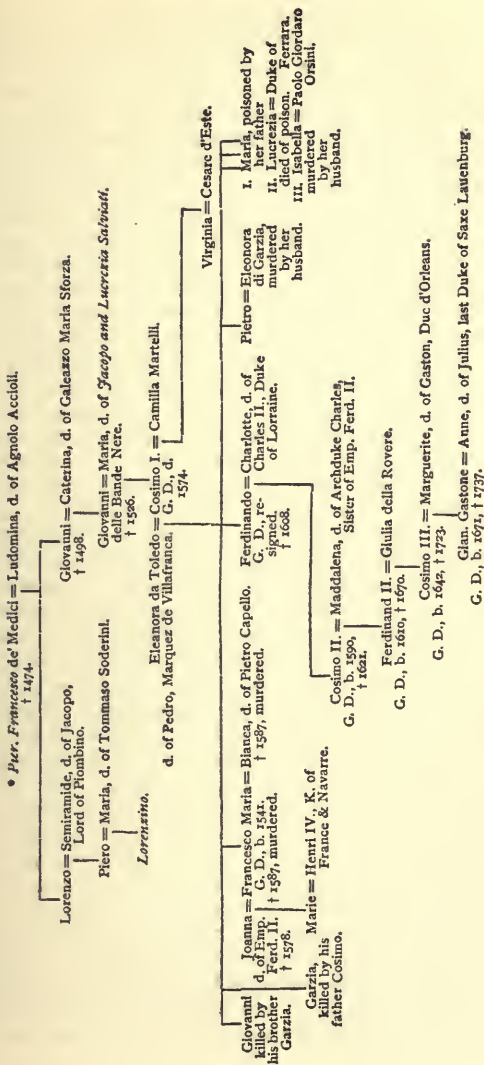 * Pier. Francesco de' Medici = Ludomina, d. of Agnolo Accioli.
† 1474.
Lorenzo = Semiramide, d. of Jacopo,
Lord of Piombino.
Giovanni = Caterina, d. of Galeazzo Maria Sforza.
† 1498.
Piero = Maria, d. of Tommaso Soderini.
Giovanni = Maria, d. of Jacopo and Lucrezia Salviati.
delle Bande Nere.
† 1526.
Lorenzino.
Eleanora da Toledo = Cosimo I. = Camilla Martelli.
d. of Pedro, Marquez de Villafranca.
G. D., d.
1574.
Virginia = Cesare d'Este.
Giovanni
killed by
his brother
Garzia.
Garzia,
killed by his
father Cosimo.
Joanna = Francesco Maria = Bianca, d. of Pietro Capello.
d. of Emp.
Ferd. II.
† 1578.
G. D., b. 1541.
† 1587, murdered.
† 1587, murdered.
Marie = Henri IV., K. of
France & Navarre.
Ferdinando = Charlotte, d. of
G. D., re-
signed.
† 1608.
Charles II., Duke
of Lorraine.
Pietro = Eleonora
di Garzia,
murdered
by her
husband.
I. Maria, poisoned by
her father
II. Lucrezia = Duke of
died of poison. Ferrara.
III. Isabella = Paolo Giordaro
murdered Orsini,
by her
husband.
Cosimo II. = Maddalena, d. of Archduke Charles,
G. D., b. 1590,
† 1621.
Sister of Emp. Ferd. II.
Ferdinand II. = Giulia della Rovere.
G. D., b. 1610, † 1670.
Cosimo III. = Marguerite, d. of Gaston, Duc d'Orleans.
G. D., b. 1642, † 1723.
Gian. Gastone = Anne, d. of Julius, last Duke of Saxe Lauenburg.
G. D., b. 1671, † 1737.